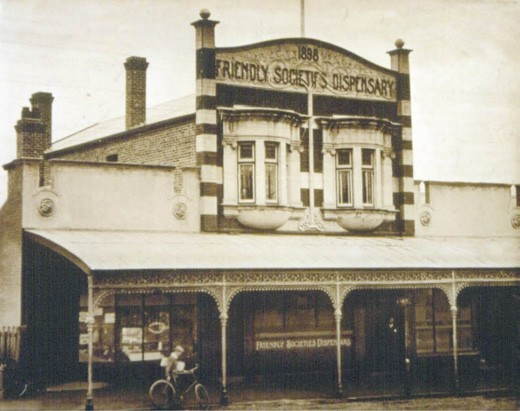 1898
FRIENDLY SOCIETIES DISPENSARY
FRIENDLY SOCIETIES DISPENSARY